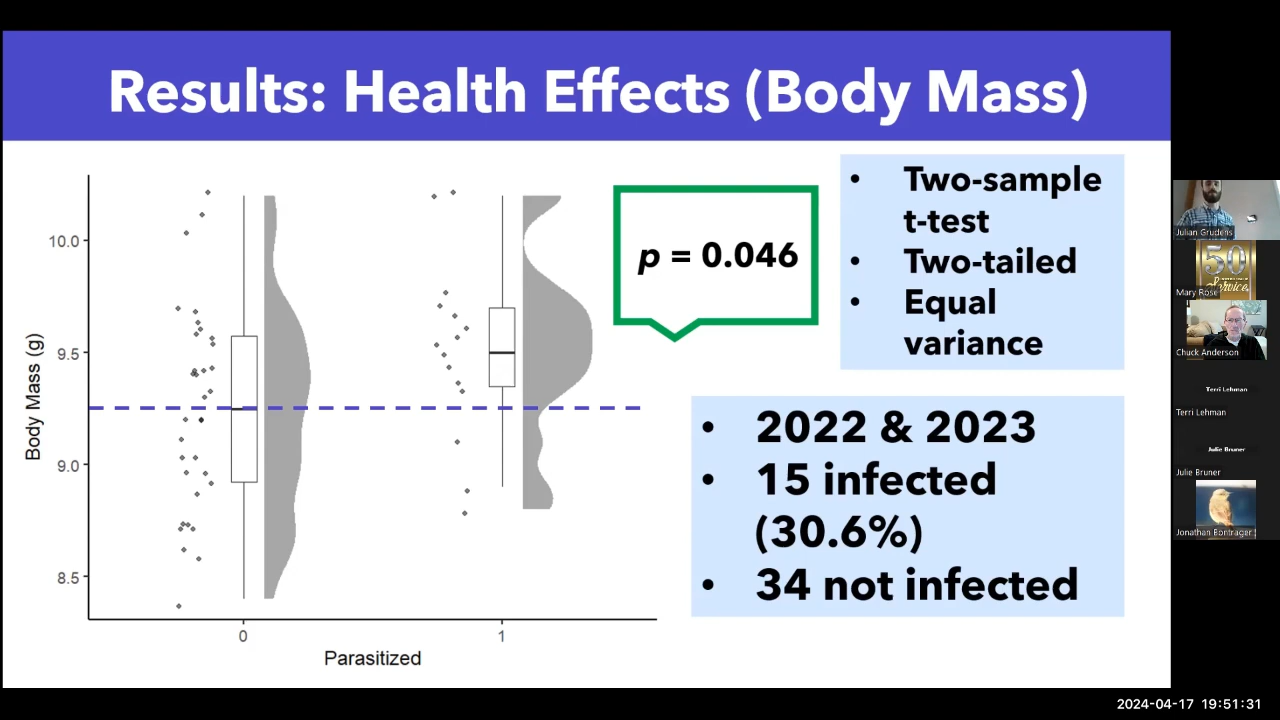 Results: Health Effects (Body Mass)
10.0
9.5
9.0
8.5
Body Mass (g)
0
1
Parasitized
p = 0.046
• Two-sample
t-test
• Two-tailed
• Equal
variance
• 2022 & 2023
• 15 infected
(30.6%)
• 34 not infected
Julian Grudens
50
Service
Mary Rose
Chuck Anderson
Terri Lehman
Terri Lehman
Julie Bruner
Julie Bruner
Jonathan Bontrager
2024-04-17 19:51:31